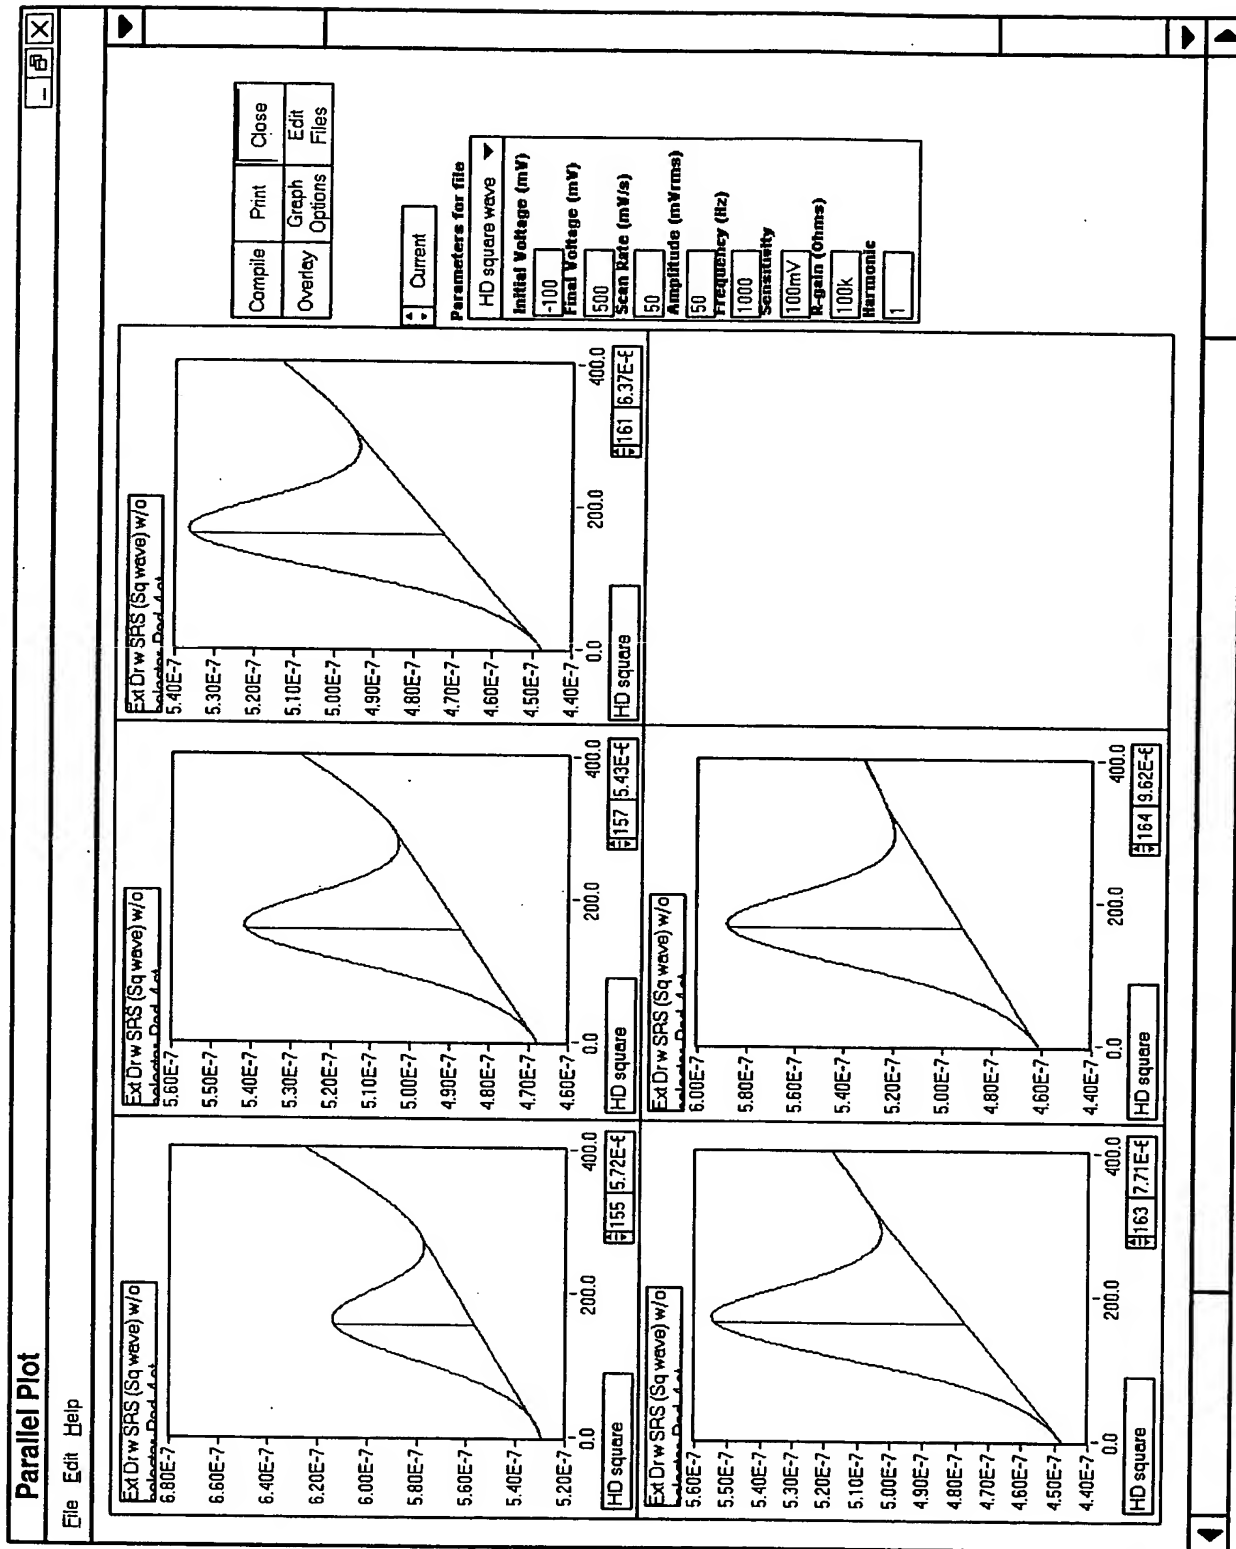 Parallel Plot
File Edit Help
Ext Dr w SRS (Sq wave) w/o
6.80E-7
6.60E-7
6.40E-7
6.20E-7
6.00E-7
5.80E-7
5.60E-7
5.40E-7
5.20E-7
0.0 200.0 400.0
HD square 155 5.72E-
Ext Dr w SRS (Sq wave) w/o
5.60E-7
5.50E-7
5.40E-7
5.30E-7
5.20E-7
5.10E-7
5.00E-7
4.90E-7
4.80E-7
4.70E-7
4.60E-7
0.0 200.0 400.0
HD square 157 5.43E-
Ext Dr w SRS (Sq wave) w/o
5.40E-7
5.30E-7
5.20E-7
5.10E-7
5.00E-7
4.90E-7
4.80E-7
4.70E-7
4.60E-7
4.50E-7
4.40E-7
0.0 200.0 400.0
HD square 161 6.37E-
Compile Print Close
Overlay Graph Options Edit Files
Current
Parameters for file
HD square wave
Initial Voltage (mV)
-100
Final Voltage (mV)
500
Scan Rate (mV/s)
50
Amplitude (mVrms)
50
Frequency (Hz)
1000
Sensitivity
100mV
R-gain (Ohms)
100k
Harmonic
1
Ext Dr w SRS (Sq wave) w/o
5.60E-7
5.50E-7
5.40E-7
5.30E-7
5.20E-7
5.10E-7
5.00E-7
4.90E-7
4.80E-7
4.70E-7
4.60E-7
4.50E-7
4.40E-7
0.0 200.0 400.0
HD square 163 7.71E-
Ext Dr w SRS (Sq wave) w/o
6.00E-7
5.80E-7
5.60E-7
5.40E-7
5.20E-7
5.00E-7
4.80E-7
4.60E-7
4.40E-7
0.0 200.0 400.0
HD square 164 9.62E-